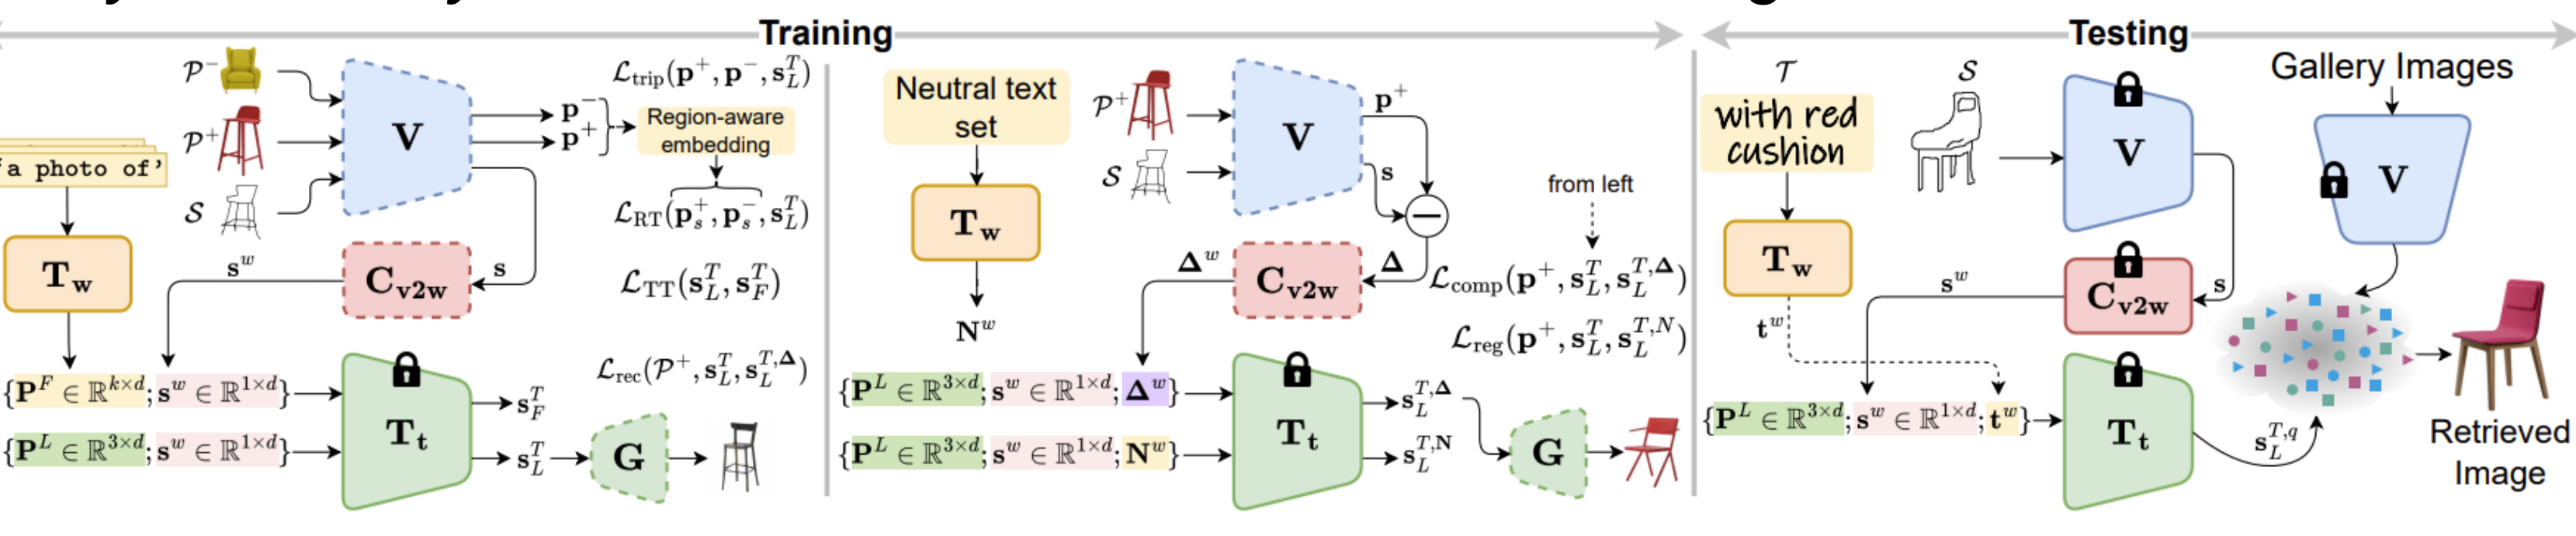 Training
Testing
𝒫⁻
𝒫⁺
𝒮
'a photo of'
T_w
V
p⁻
p⁺
ℒ_trip(p⁺, p⁻, s_L^T)
Region-aware
embedding
ℒ_RT(p_s⁺, p_s⁻, s_L^T)
ℒ_TT(s_L^T, s_F^T)
ℒ_rec(𝒫⁺, s_L^T, s_L^{T,Δ})
s^w
C_v2w
s
{P^F ∈ ℝ^{k×d}; s^w ∈ ℝ^{1×d}}
{P^L ∈ ℝ^{3×d}; s^w ∈ ℝ^{1×d}}
T_t
s_F^T
s_L^T
G
Neutral text
set
T_w
N^w
𝒫⁺
𝒮
V
p⁺
s
−
Δ^w
C_v2w
Δ
from left
ℒ_comp(p⁺, s_L^T, s_L^{T,Δ})
ℒ_reg(p⁺, s_L^T, s_L^{T,N})
{P^L ∈ ℝ^{3×d}; s^w ∈ ℝ^{1×d}; Δ^w}
{P^L ∈ ℝ^{3×d}; s^w ∈ ℝ^{1×d}; N^w}
T_t
s_L^{T,Δ}
s_L^{T,N}
G
𝒯
with red
cushion
T_w
t^w
𝒮
V
s^w
C_v2w
s
{P^L ∈ ℝ^{3×d}; s^w ∈ ℝ^{1×d}; t^w}
T_t
s_L^{T,q}
Gallery Images
V
Retrieved
Image